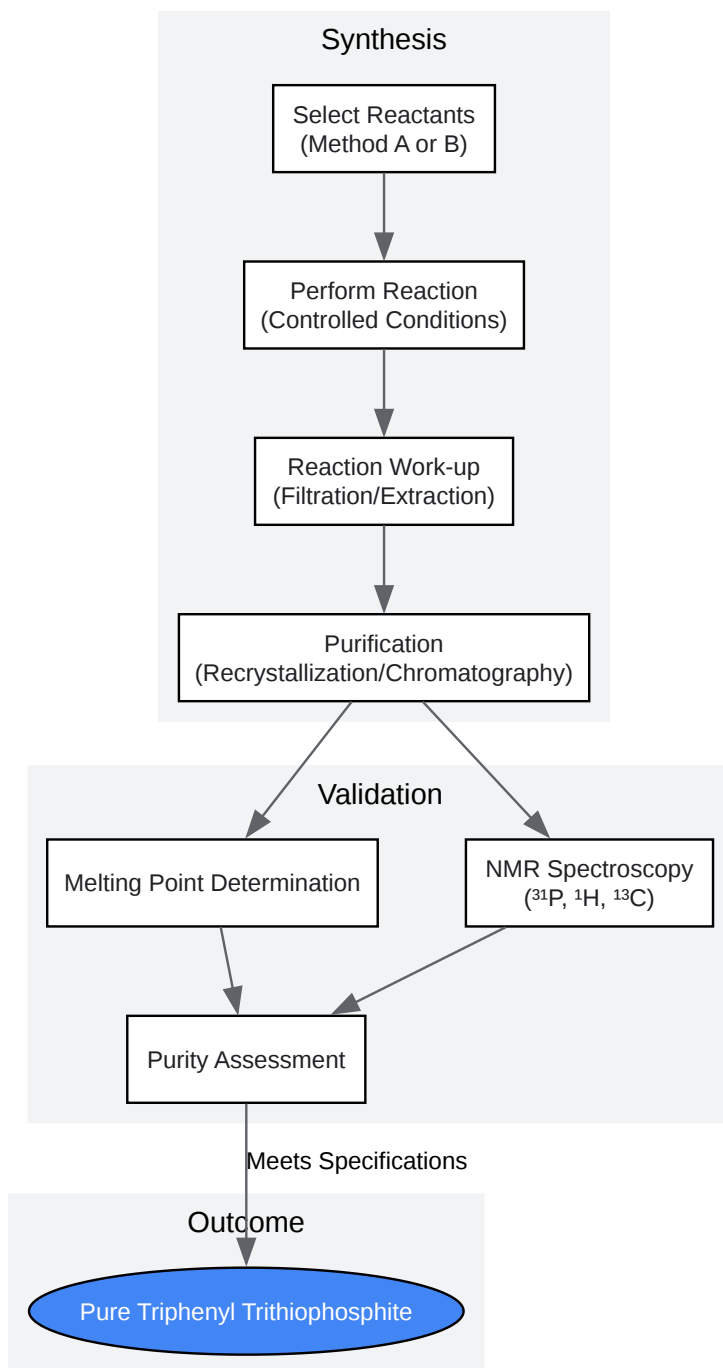 Synthesis
Select Reactants
(Method A or B)
Perform Reaction
(Controlled Conditions)
Reaction Work-up
(Filtration/Extraction)
Purification
(Recrystallization/Chromatography)
Validation
Melting Point Determination
NMR Spectroscopy
(³¹P, ¹H, ¹³C)
Purity Assessment
Meets Specifications
Outcome
Pure Triphenyl Trithiophosphite